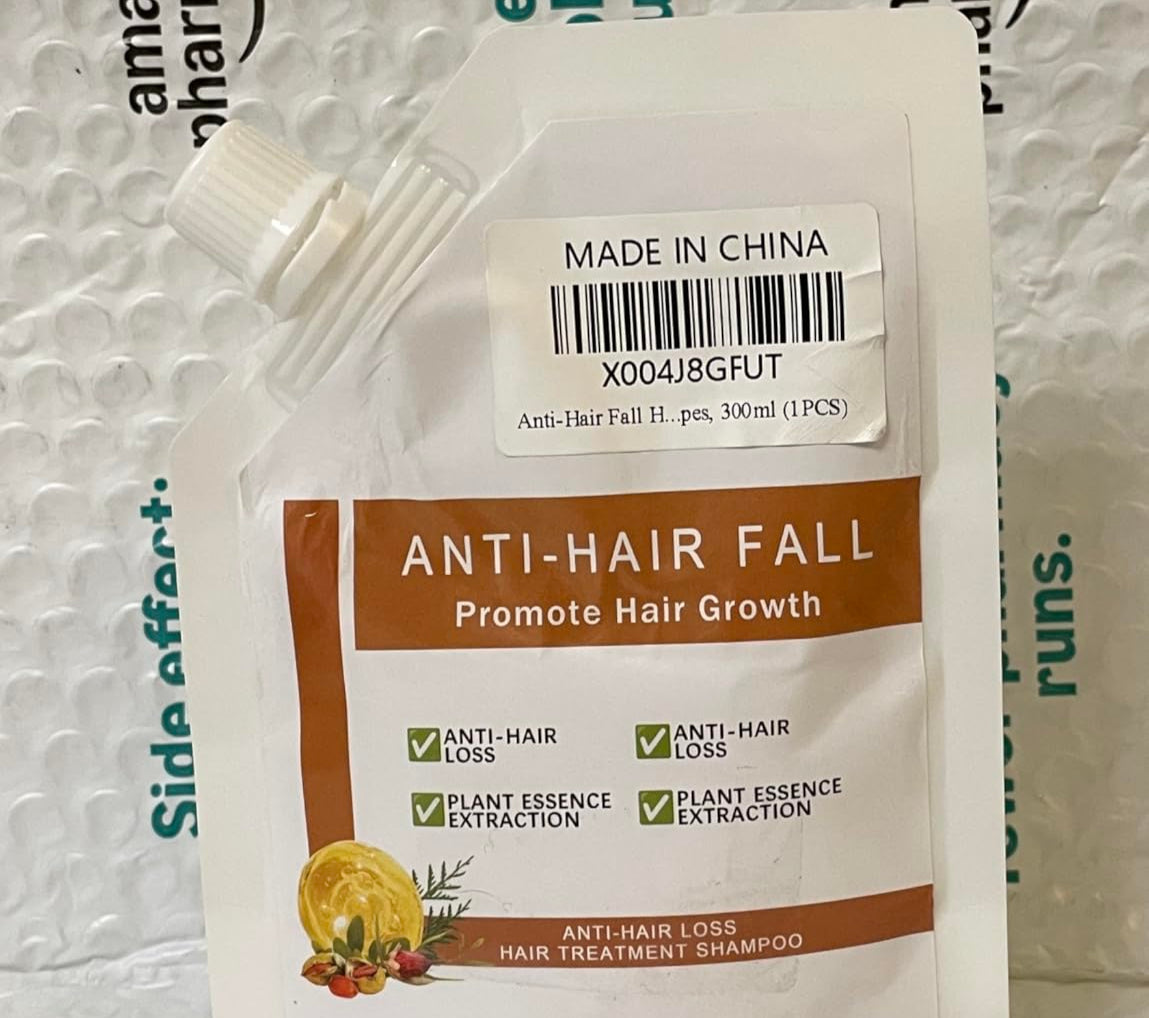 MADE IN CHINA
X004J8GFUT
Anti-Hair Fall H...pes, 300ml (1PCS)
ANTI-HAIR FALL
Promote Hair Growth
✅ ANTI-HAIR
LOSS
✅ ANTI-HAIR
LOSS
✅ PLANT ESSENCE
EXTRACTION
✅ PLANT ESSENCE
EXTRACTION
ANTI-HAIR LOSS
HAIR TREATMENT SHAMPOO
Side effect:
runs.